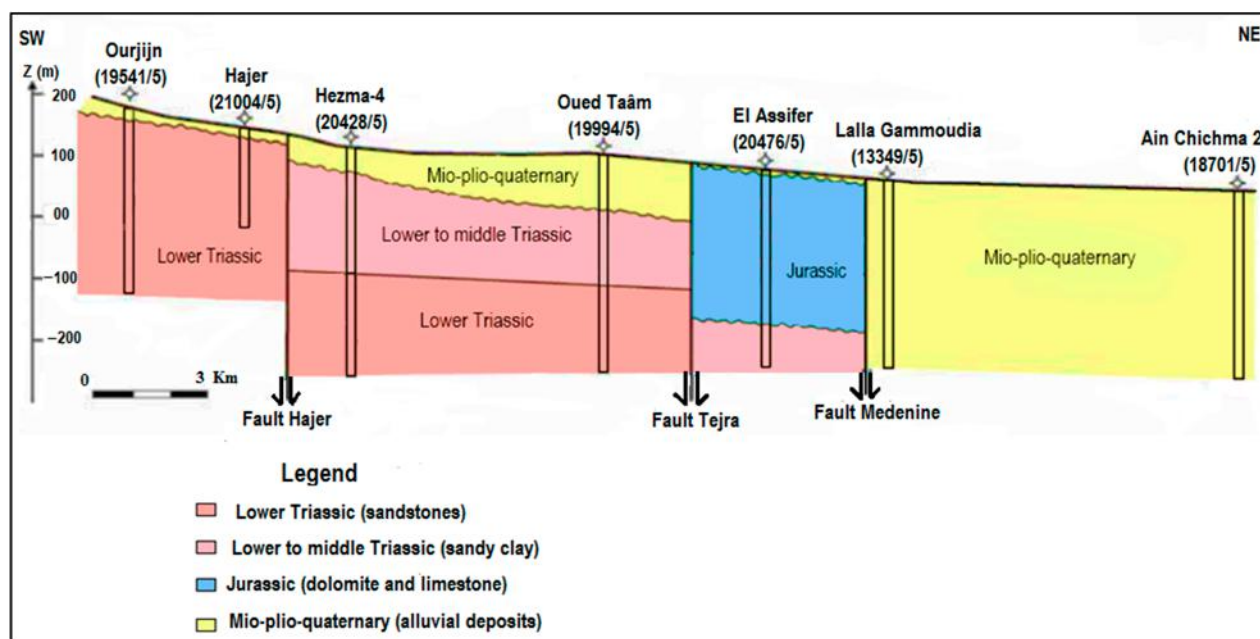 SW
NE
Z (m)
Ourjijn
(19541/5)
Hajer
(21004/5)
Hezma-4
(20428/5)
Oued Taâm
(19994/5)
El Assifer
(20476/5)
Lalla Gammoudia
(13349/5)
Ain Chichma 2
(18701/5)
200
100
00
−100
−200
Mio-plio-quaternary
Lower to middle Triassic
Lower Triassic
Lower Triassic
Jurassic
Mio-plio-quaternary
0 3 Km
Fault Hajer
Fault Tejra
Fault Medenine
Legend
Lower Triassic (sandstones)
Lower to middle Triassic (sandy clay)
Jurassic (dolomite and limestone)
Mio-plio-quaternary (alluvial deposits)